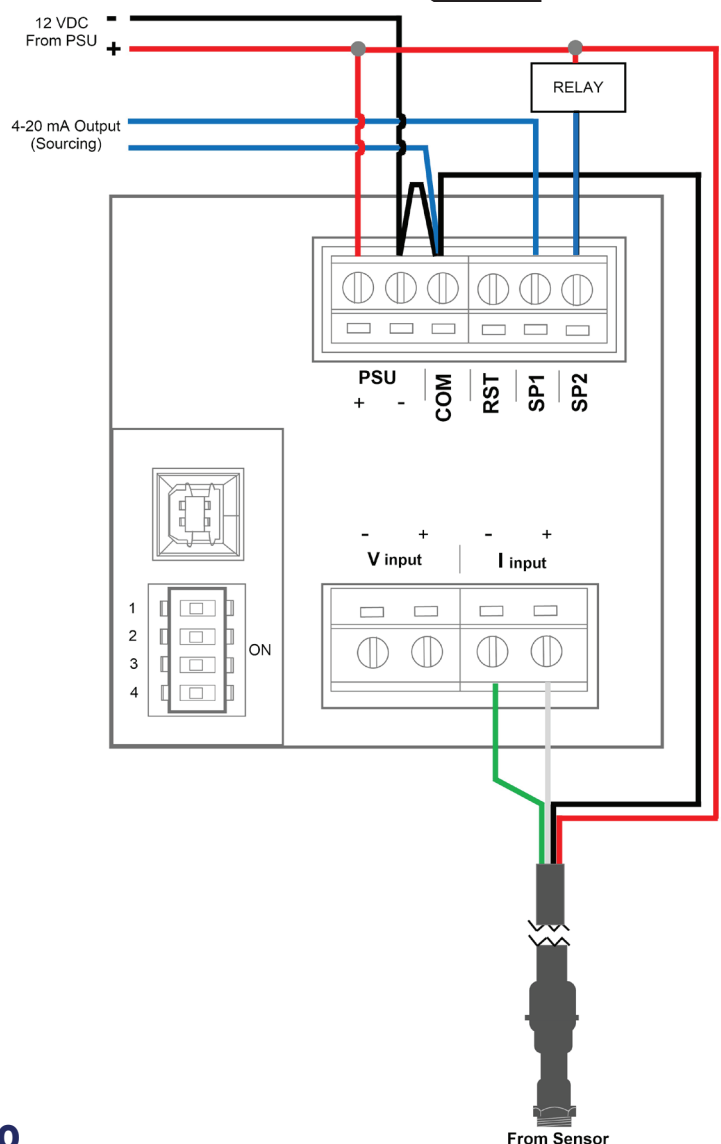 12 VDC -
From PSU +
RELAY
4-20 mA Output
(Sourcing)
PSU
+ -
COM
RST
SP1
SP2
- + - +
V input I input
1
2
3
4
ON
From Sensor